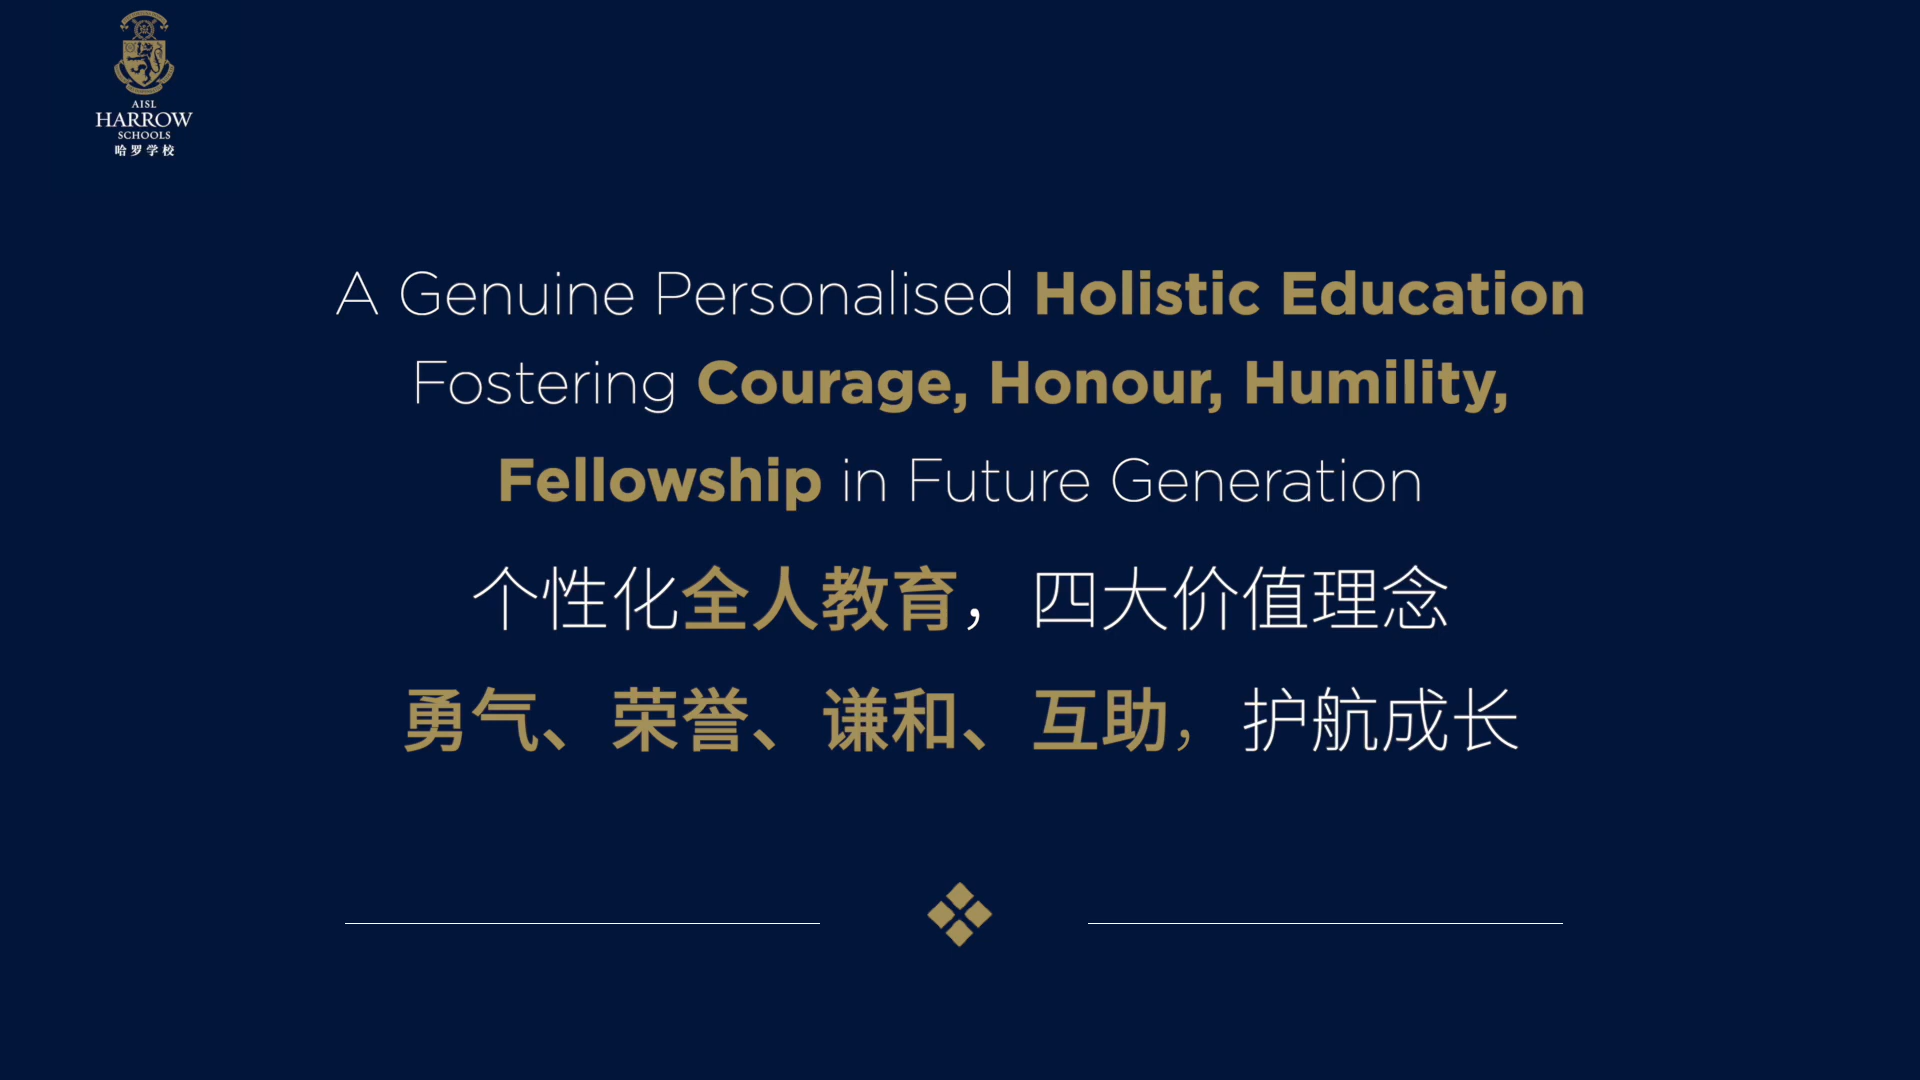 AISL
HARROW
SCHOOLS
哈罗学校
A Genuine Personalised Holistic Education
Fostering Courage, Honour, Humility,
Fellowship in Future Generation
个性化全人教育，四大价值理念
勇气、荣誉、谦和、互助，护航成长